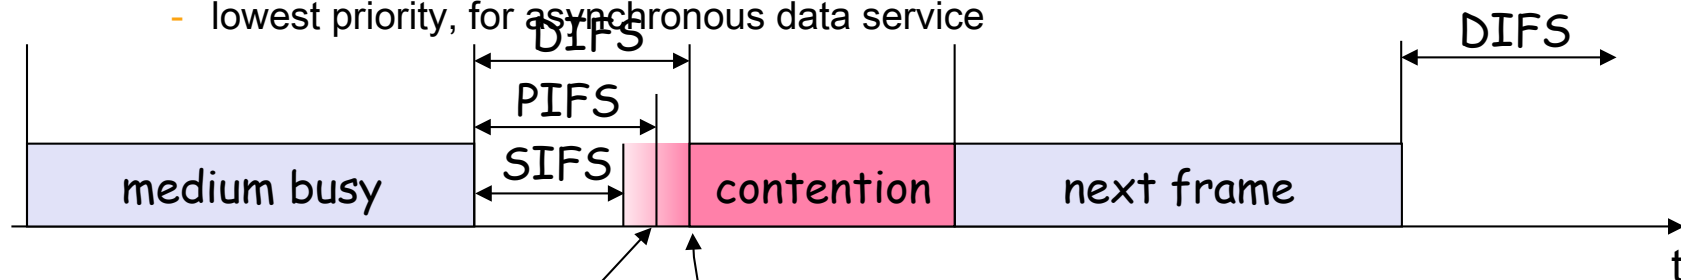 - lowest priority, for asynchronous data service
DIFS
DIFS
PIFS
SIFS
medium busy
contention
next frame
t